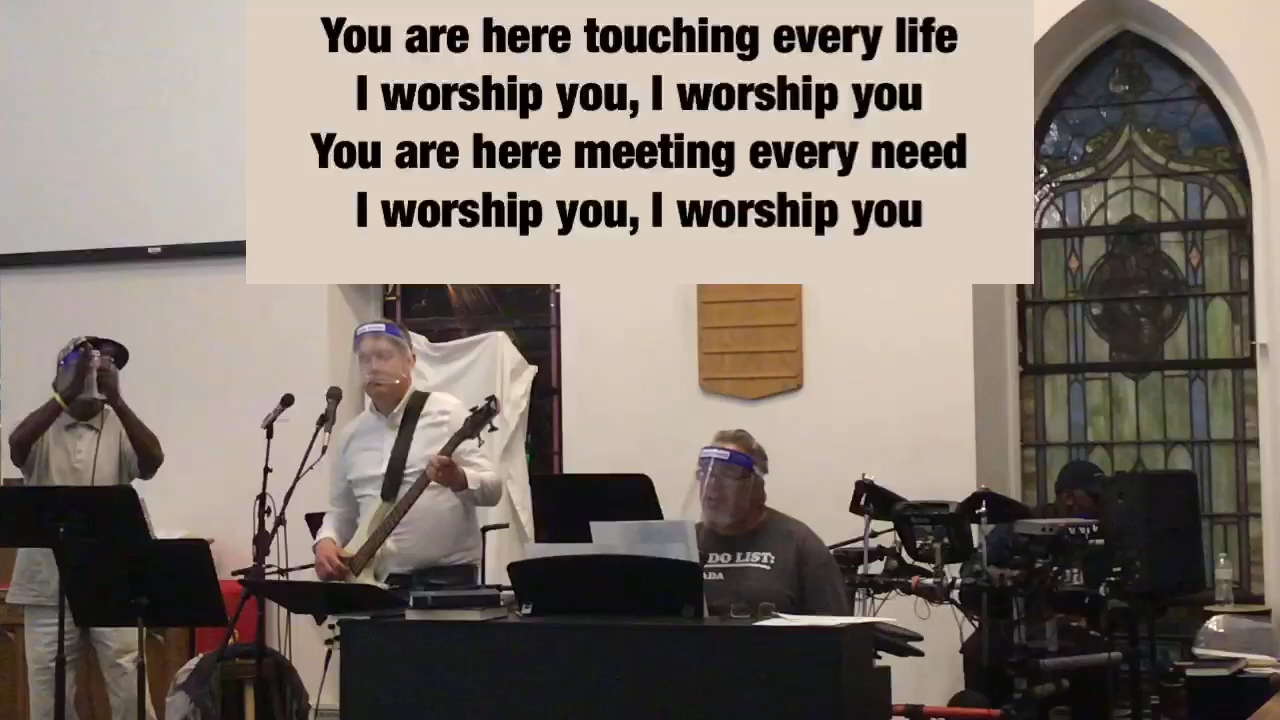 You are here touching every life
I worship you, I worship you
You are here meeting every need
I worship you, I worship you
DO LIST:
ADA